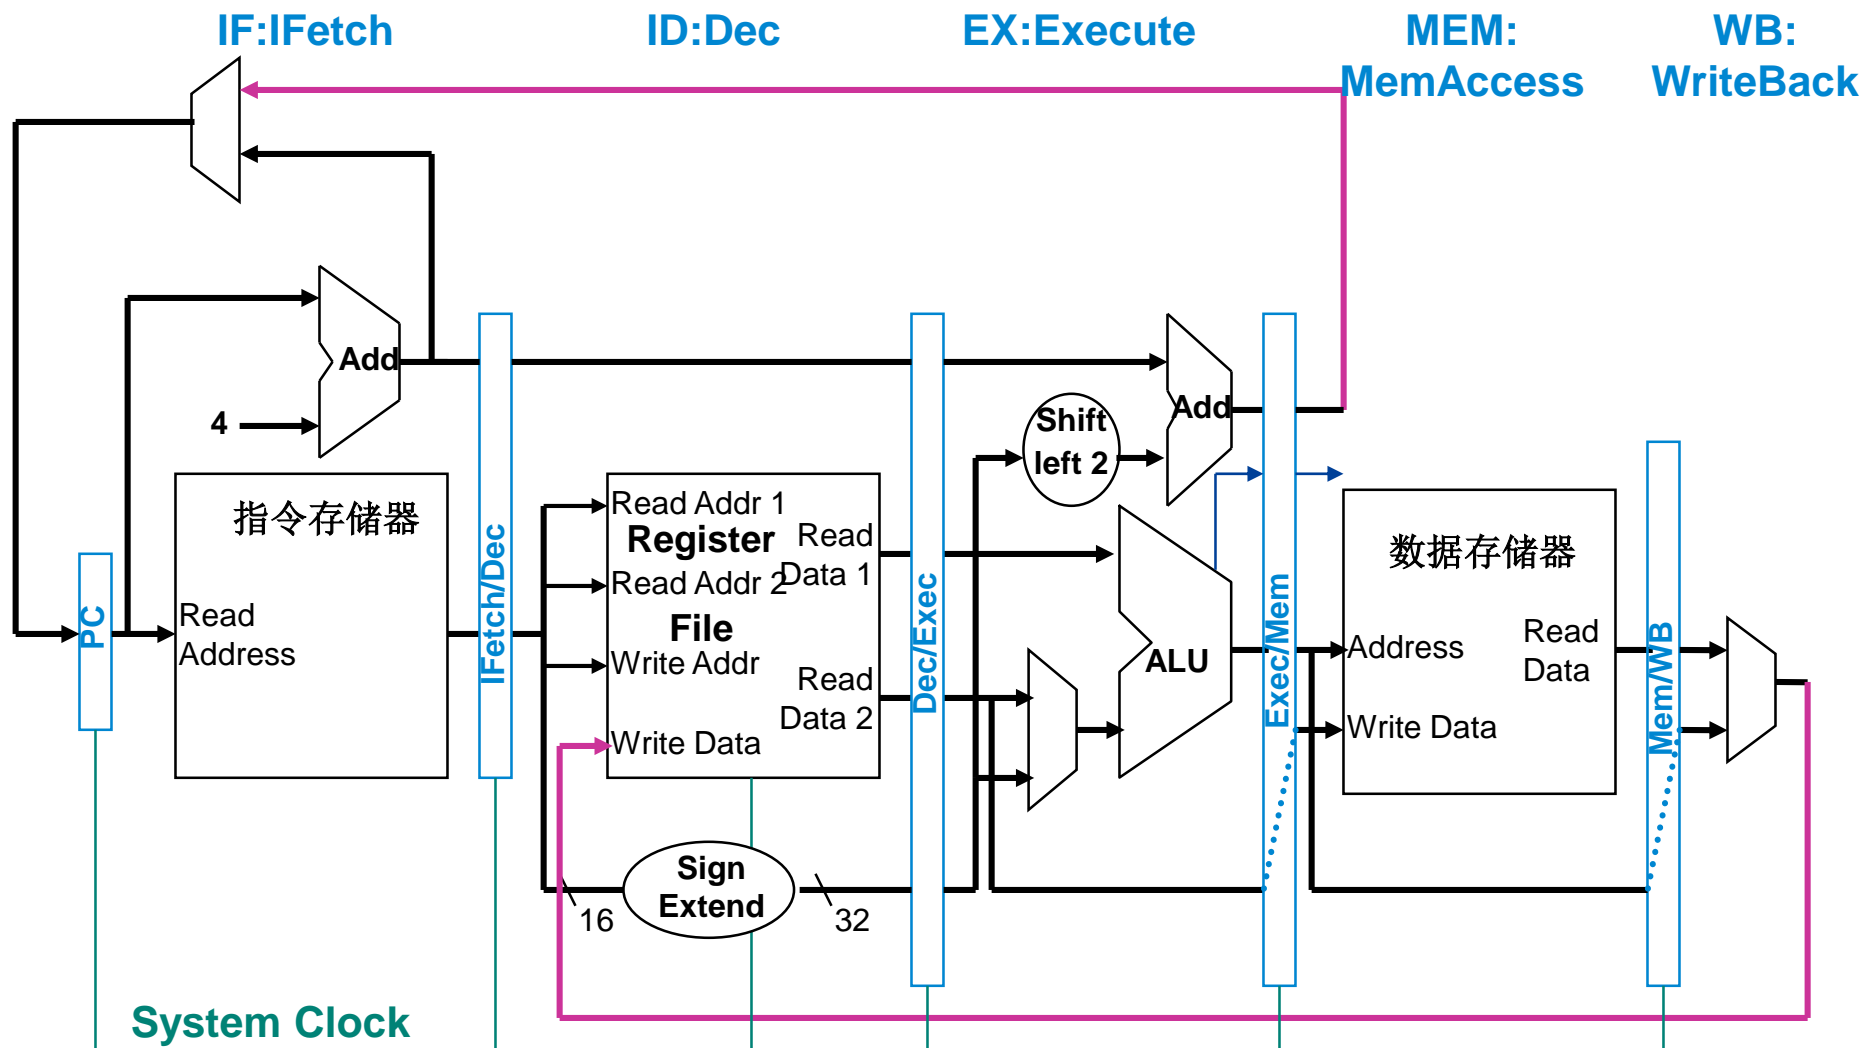 IF:IFetch
ID:Dec
EX:Execute
MEM:
MemAccess
WB:
WriteBack
Add
4
Add
Shift
left 2
指令存储器
Read
Address
PC
IFetch/Dec
Read Addr 1
Register
Read Addr 2
File
Write Addr
Write Data
Read
Data 1
Read
Data 2
Dec/Exec
ALU
Exec/Mem
数据存储器
Address
Read
Data
Write Data
Mem/WB
Sign
Extend
16
32
System Clock